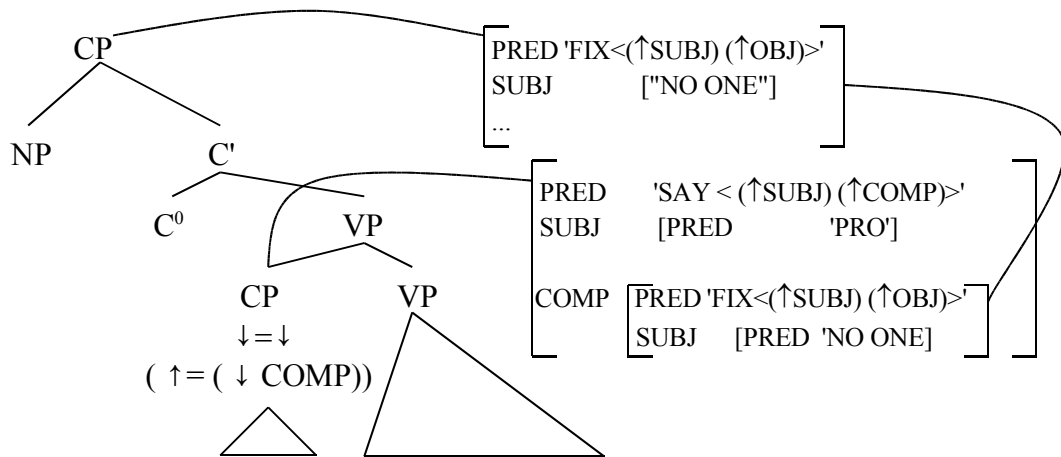 CP
PRED 'FIX<(↑SUBJ) (↑OBJ)>'
SUBJ ["NO ONE"]
...
NP C'
PRED 'SAY < (↑SUBJ) (↑COMP)>'
SUBJ [PRED 'PRO']
C⁰ VP
CP VP
COMP PRED 'FIX<(↑SUBJ) (↑OBJ)>'
SUBJ [PRED 'NO ONE]
↓=↓
( ↑= ( ↓ COMP))